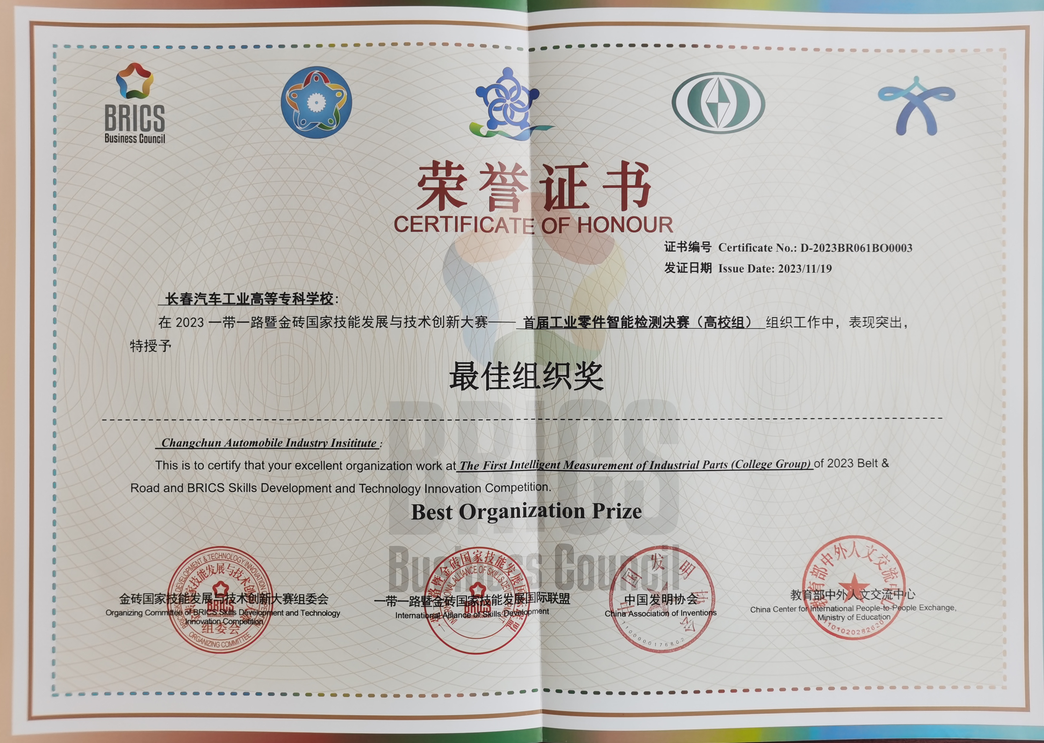 BRICS
Business Council
荣誉证书
CERTIFICATE OF HONOUR
证书编号 Certificate No.: D-2023BR061BO0003
发证日期 Issue Date: 2023/11/19
长春汽车工业高等专科学校:
在 2023 一带一路暨金砖国家技能发展与技术创新大赛—— 首届工业零件智能检测决赛（高校组） 组织工作中，表现突出，
特授予
最佳组织奖
Changchun Automobile Industry Insititute :
This is to certify that your excellent organization work at The First Intelligent Measurement of Industrial Parts (College Group) of 2023 Belt &
Road and BRICS Skills Development and Technology Innovation Competition.
Best Organization Prize
BRICS
Business Council
金砖国家技能发展与技术创新大赛组委会
Organizing Committee of BRICS Skills Development and Technology
Innovation Competition
一带一路暨金砖国家技能发展国际联盟
International Alliance of Skills Development
中国发明协会
China Association of Inventions
教育部中外人文交流中心
China Center for International People-to-People Exchange,
Ministry of Education
组委会
ORGANIZING COMMITTEE